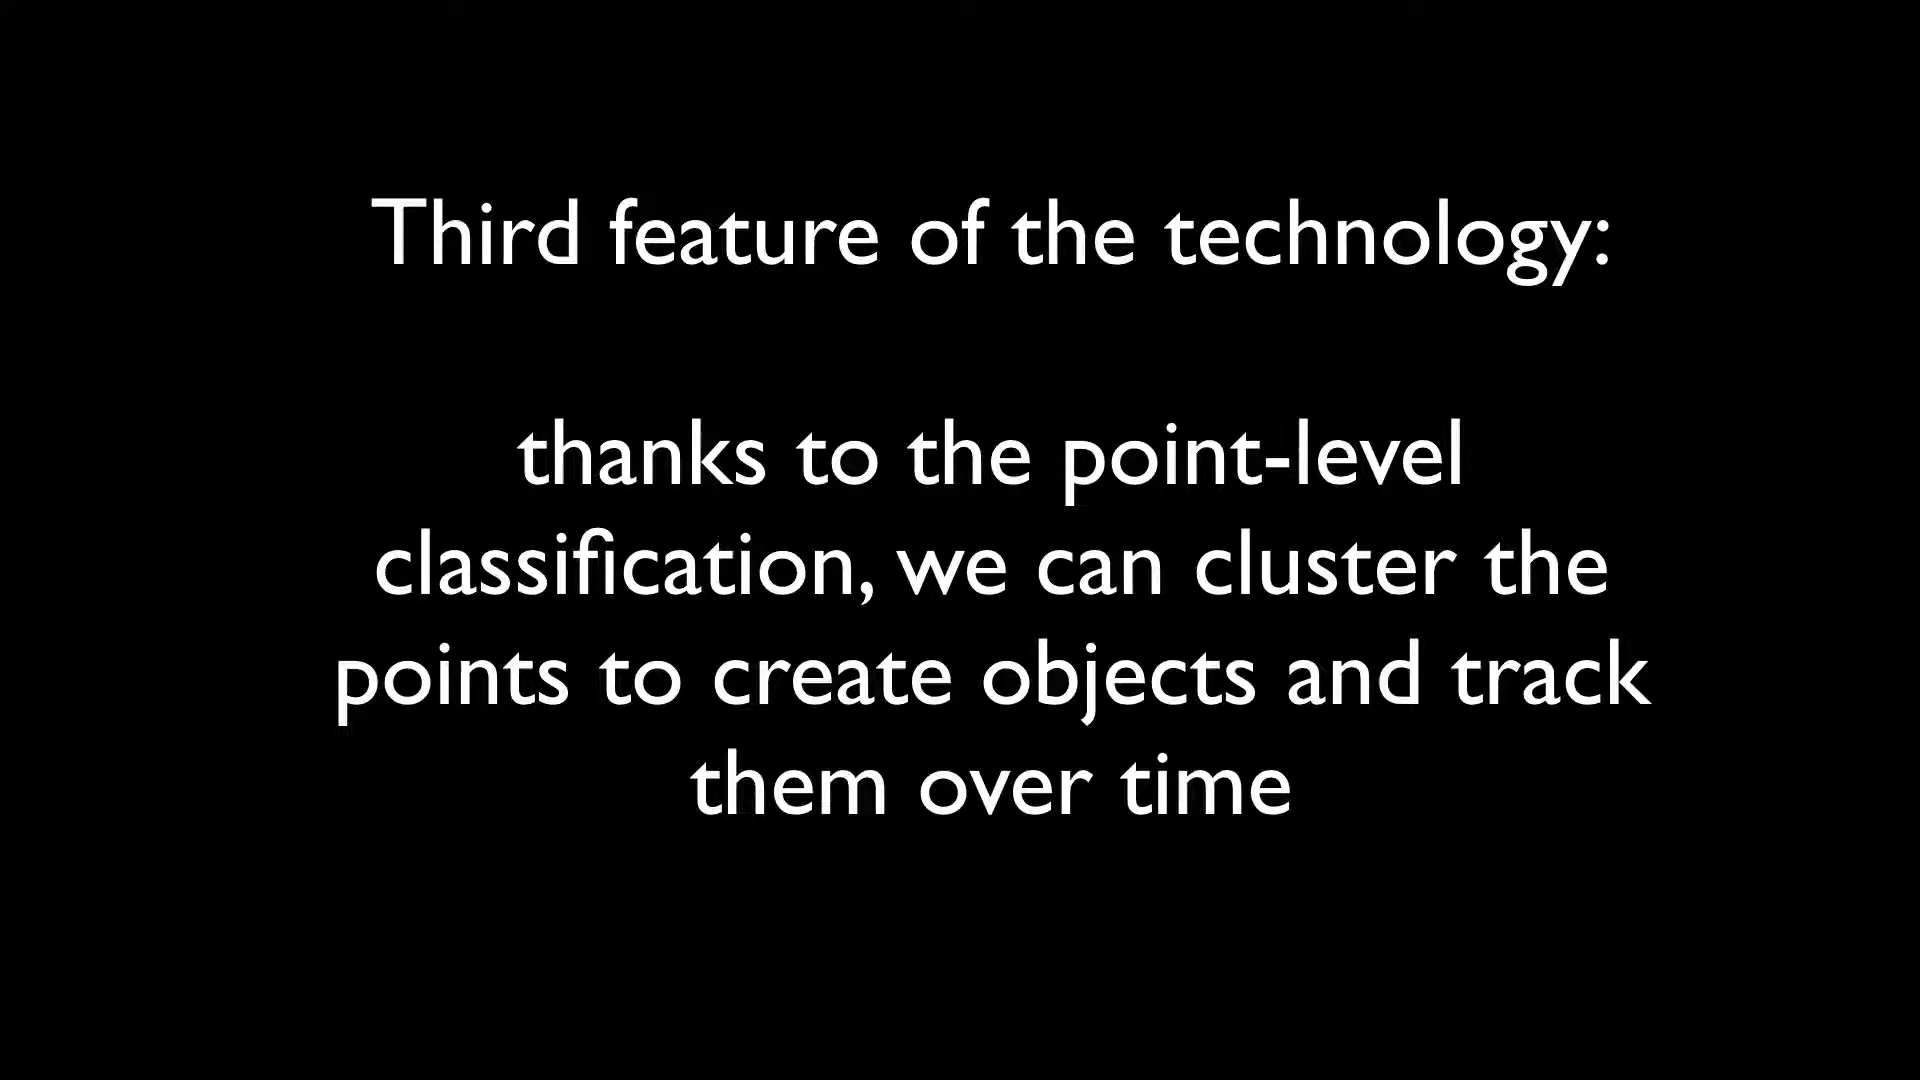 Third feature of the technology:
thanks to the point-level
classification, we can cluster the
points to create objects and track
them over time